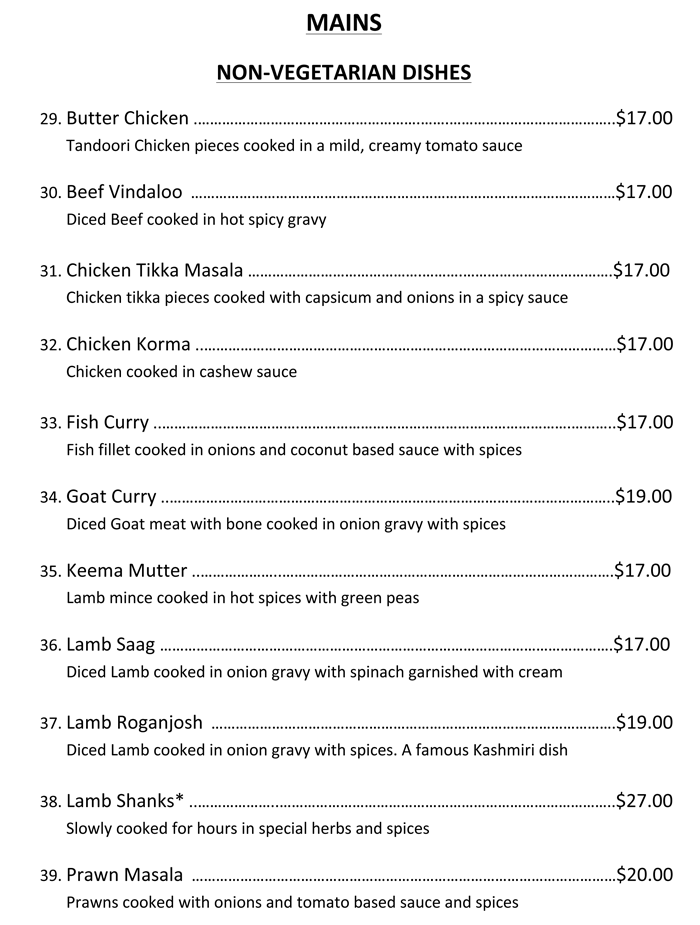 MAINS
NON-VEGETARIAN DISHES
29. Butter Chicken ……………………………………………………………………………..$17.00
Tandoori Chicken pieces cooked in a mild, creamy tomato sauce
30. Beef Vindaloo ……………………………………………………………………………...$17.00
Diced Beef cooked in hot spicy gravy
31. Chicken Tikka Masala …………………………………………………………………….$17.00
Chicken tikka pieces cooked with capsicum and onions in a spicy sauce
32. Chicken Korma ..…………………………………………………………………………...$17.00
Chicken cooked in cashew sauce
33. Fish Curry ……………………………………………………………………………………..$17.00
Fish fillet cooked in onions and coconut based sauce with spices
34. Goat Curry ……………………………………………………………………………………..$19.00
Diced Goat meat with bone cooked in onion gravy with spices
35. Keema Mutter ……………………………………………………………………………….$17.00
Lamb mince cooked in hot spices with green peas
36. Lamb Saag …………………………………………………………………………………….$17.00
Diced Lamb cooked in onion gravy with spinach garnished with cream
37. Lamb Roganjosh …………………………………………………………………………...$19.00
Diced Lamb cooked in onion gravy with spices. A famous Kashmiri dish
38. Lamb Shanks* ………………………………………………………………………………..$27.00
Slowly cooked for hours in special herbs and spices
39. Prawn Masala ……………………………………………………………………………...$20.00
Prawns cooked with onions and tomato based sauce and spices